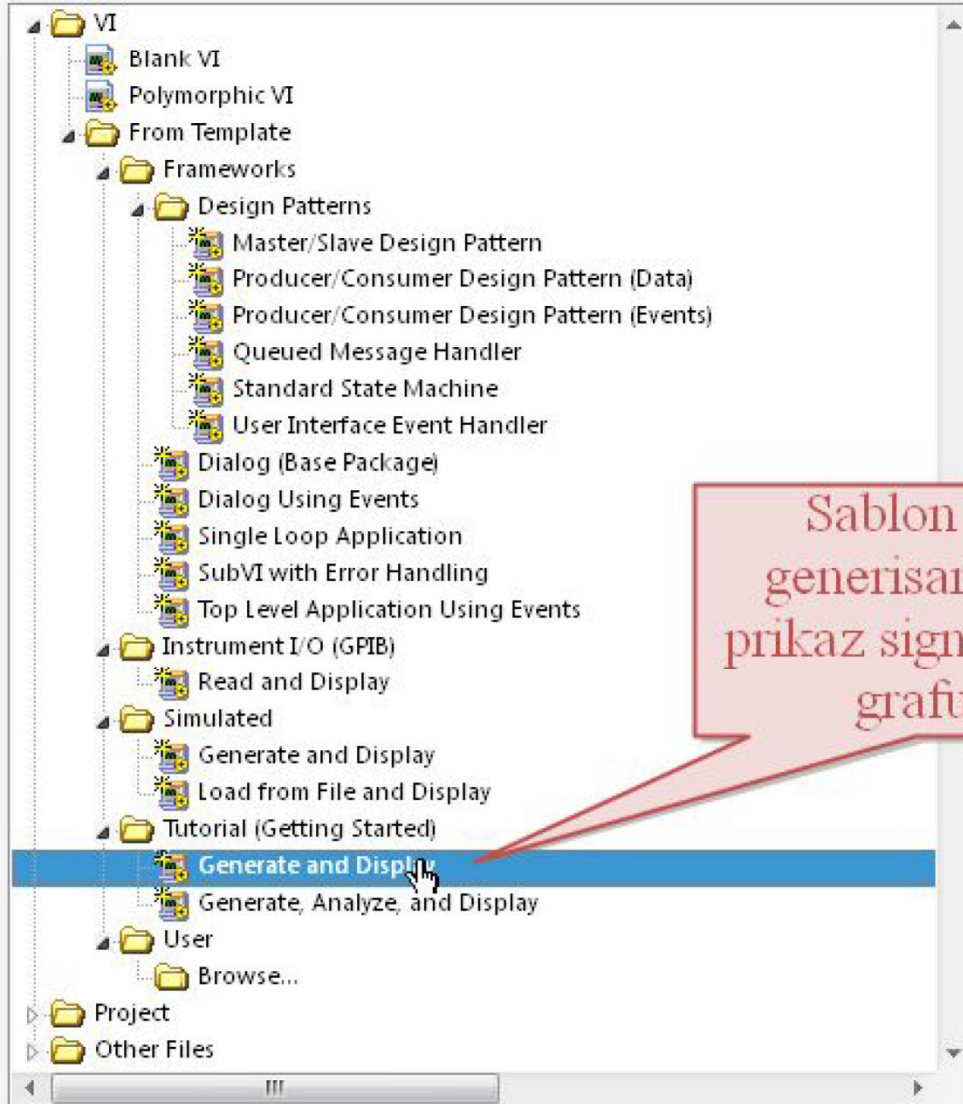 VI
Blank VI
Polymorphic VI
From Template
Frameworks
Design Patterns
Master/Slave Design Pattern
Producer/Consumer Design Pattern (Data)
Producer/Consumer Design Pattern (Events)
Queued Message Handler
Standard State Machine
User Interface Event Handler
Dialog (Base Package)
Dialog Using Events
Single Loop Application
SubVI with Error Handling
Top Level Application Using Events
Instrument I/O (GPIB)
Read and Display
Simulated
Generate and Display
Load from File and Display
Tutorial (Getting Started)
Generate and Display
Generate, Analyze, and Display
User
Browse...
Project
Other Files
Sablon
prikaz